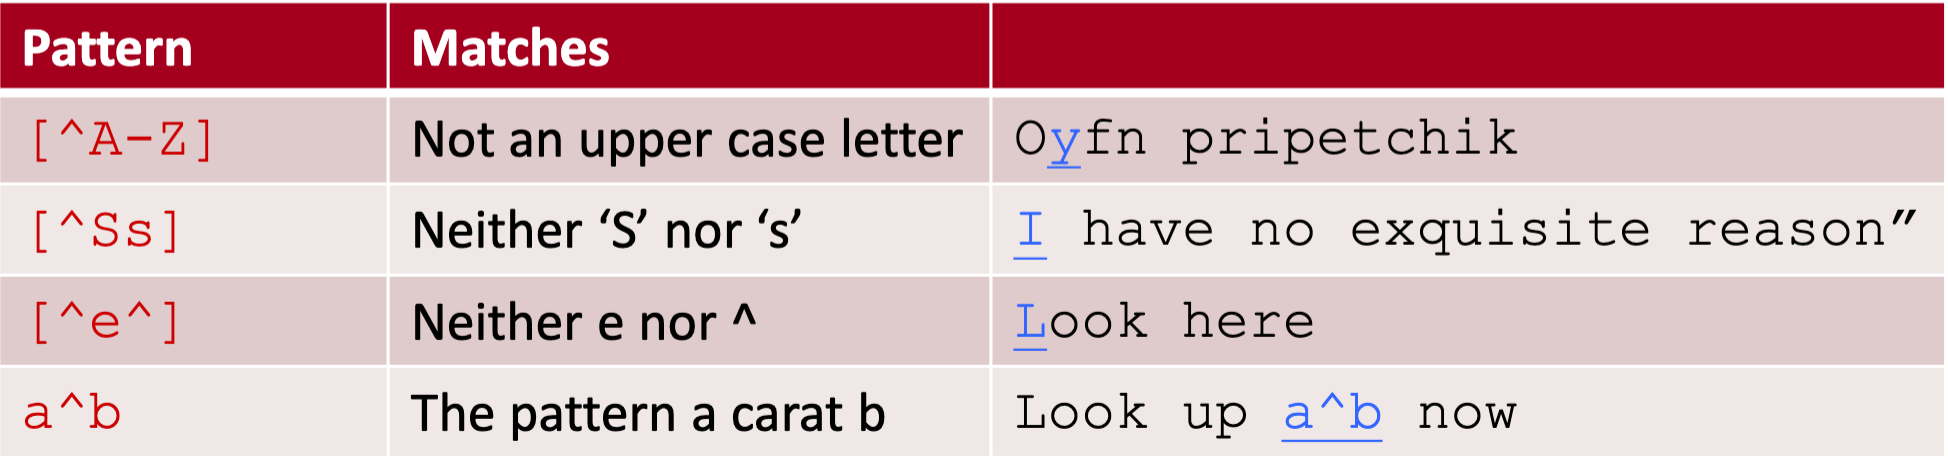 Pattern Matches
[^A-Z] Not an upper case letter Oyfn pripetchik
[^Ss] Neither ‘S’ nor ‘s’ I have no exquisite reason”
[^e^] Neither e nor ^ Look here
a^b The pattern a carat b Look up a^b now